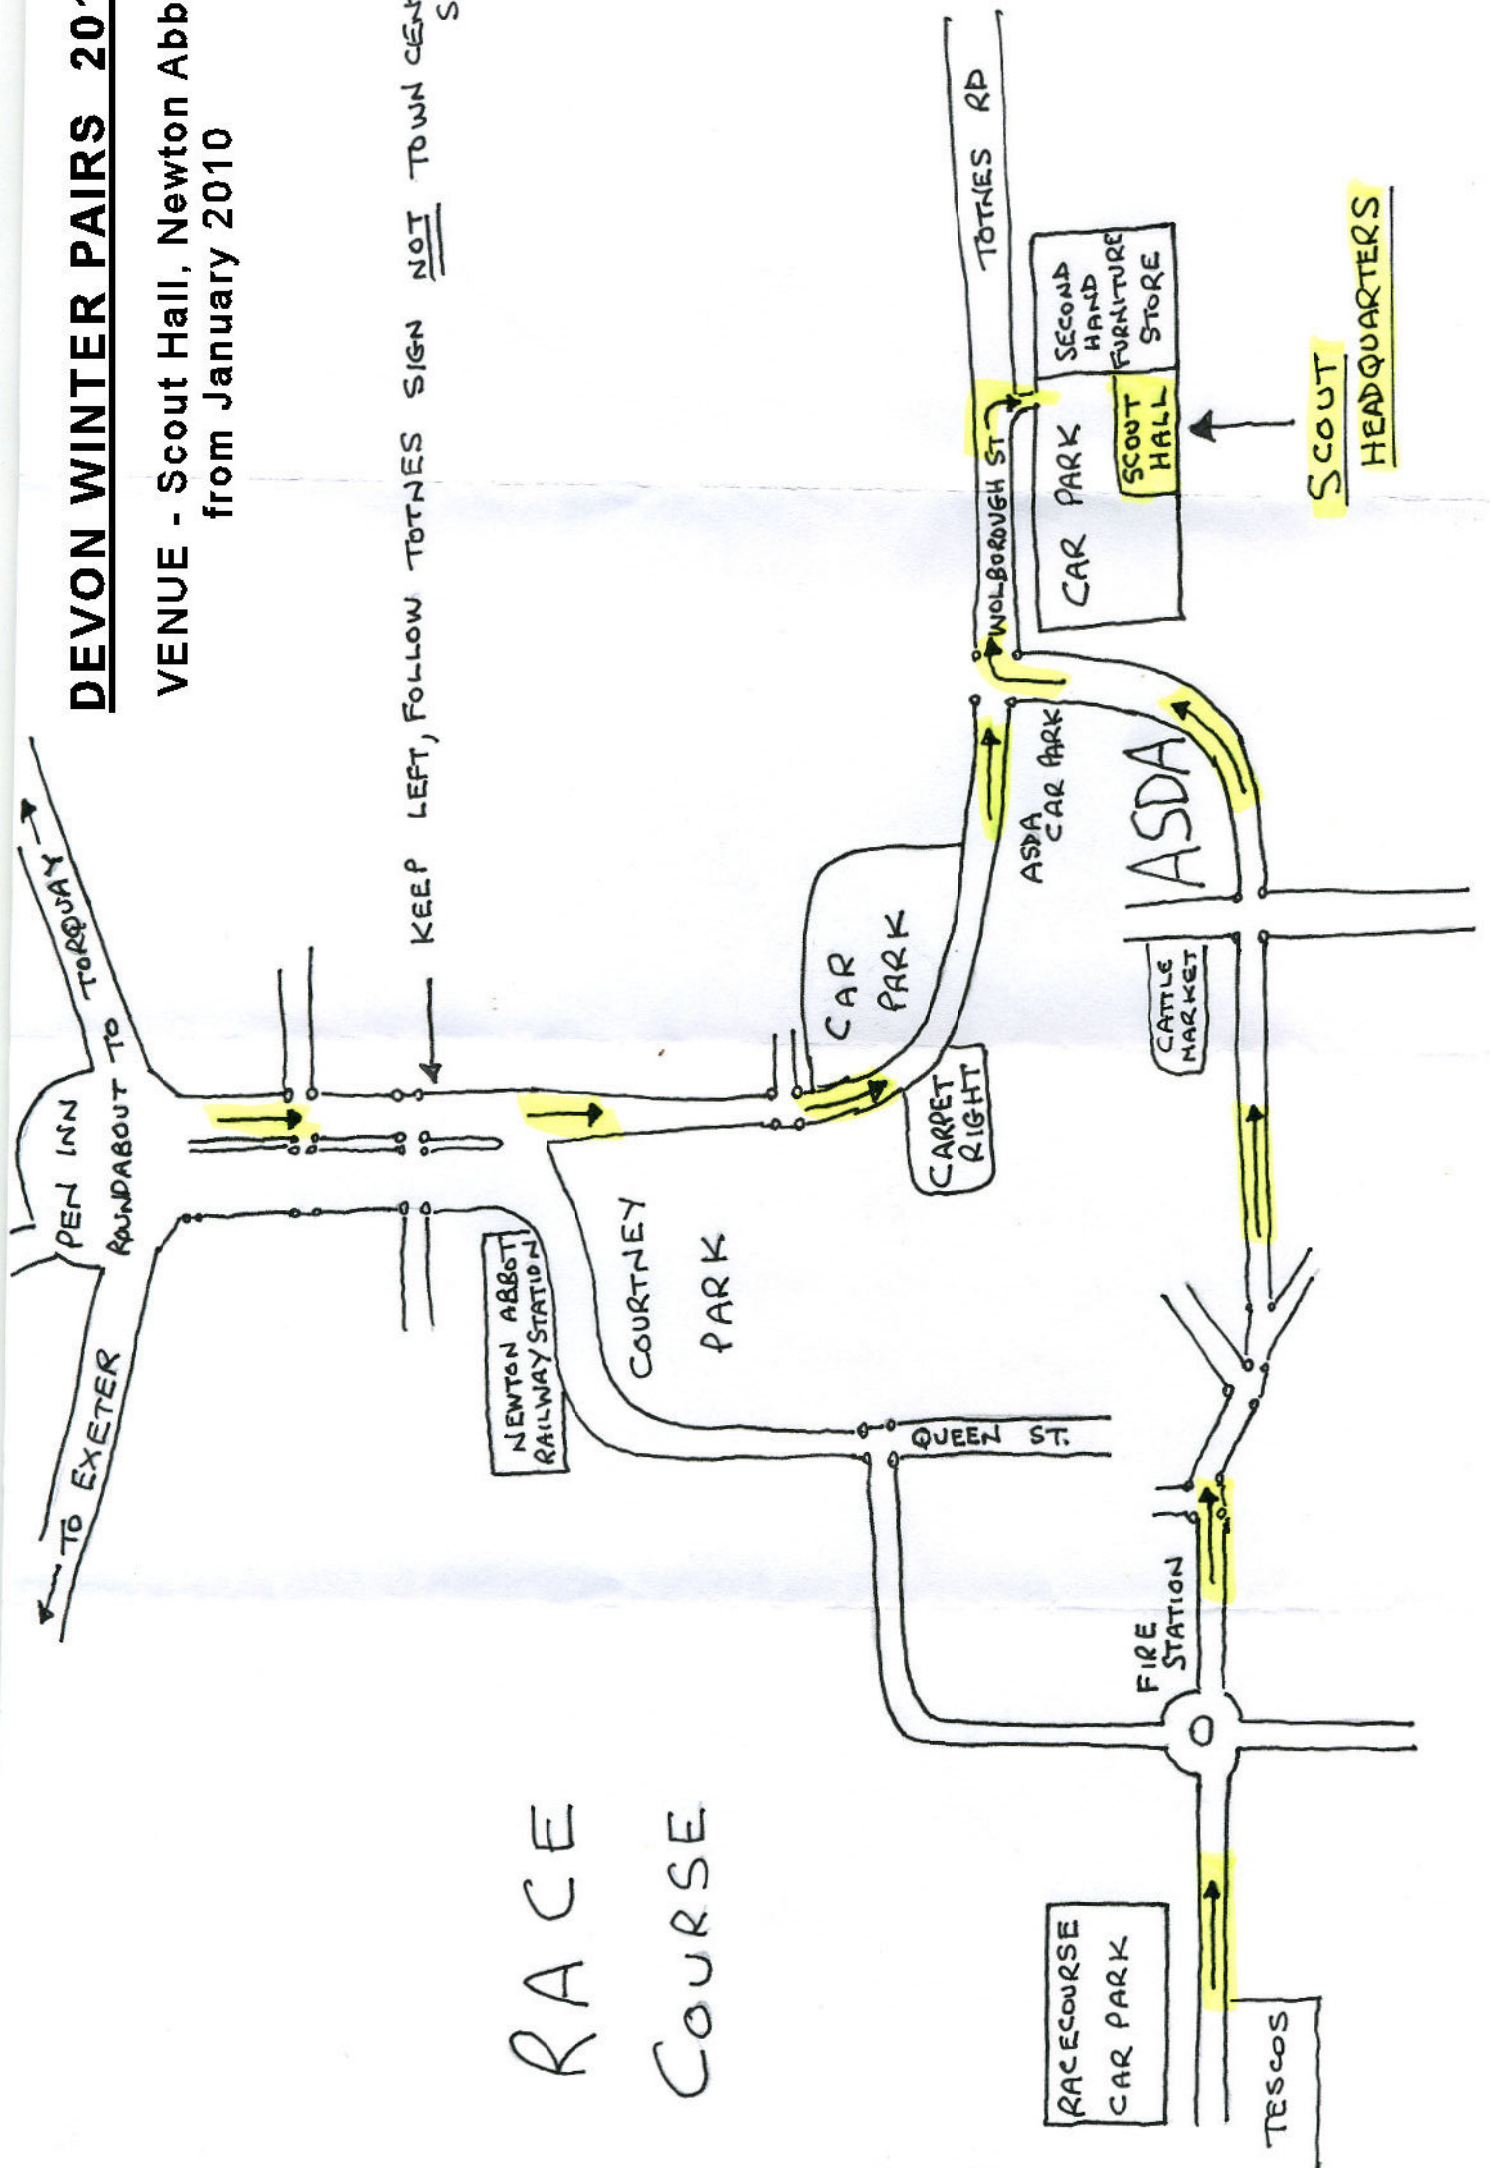 DEVON WINTER PAIRS 201
VENUE - Scout Hall, Newton Abb
from January 2010
← TO EXETER
PEN INN
ROUNDABOUT
TO TORQUAY →
KEEP LEFT, FOLLOW TOTNES SIGN NOT TOWN CEN
S
NEWTON ABBOT
RAILWAY STATION
COURTNEY
PARK
RACE
COURSE
CAR
PARK
QUEEN ST.
CARPET
RIGHT
ASDA
CAR PARK
WOLBOROUGH ST
TOTNES RD
CAR PARK
SECOND
HAND
FURNITURE
STORE
SCOUT
HALL
RACECOURSE
CAR PARK
FIRE
STATION
CATTLE
MARKET
ASDA
TESCOS
SCOUT
HEADQUARTERS